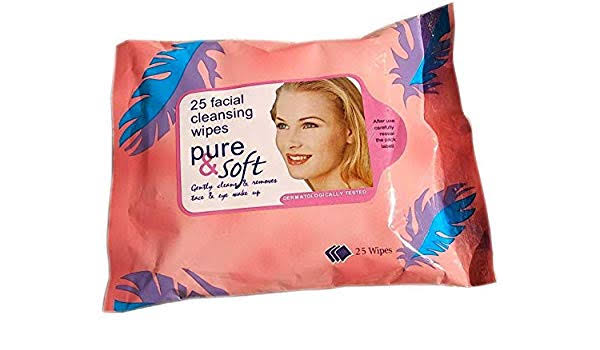 25 facial
cleansing
wipes
pure
& soft
Gently cleans & removes
face & eye make up
After use
carefully
reseal
the pack
label
DERMATOLOGICALLY TESTED
25 Wipes